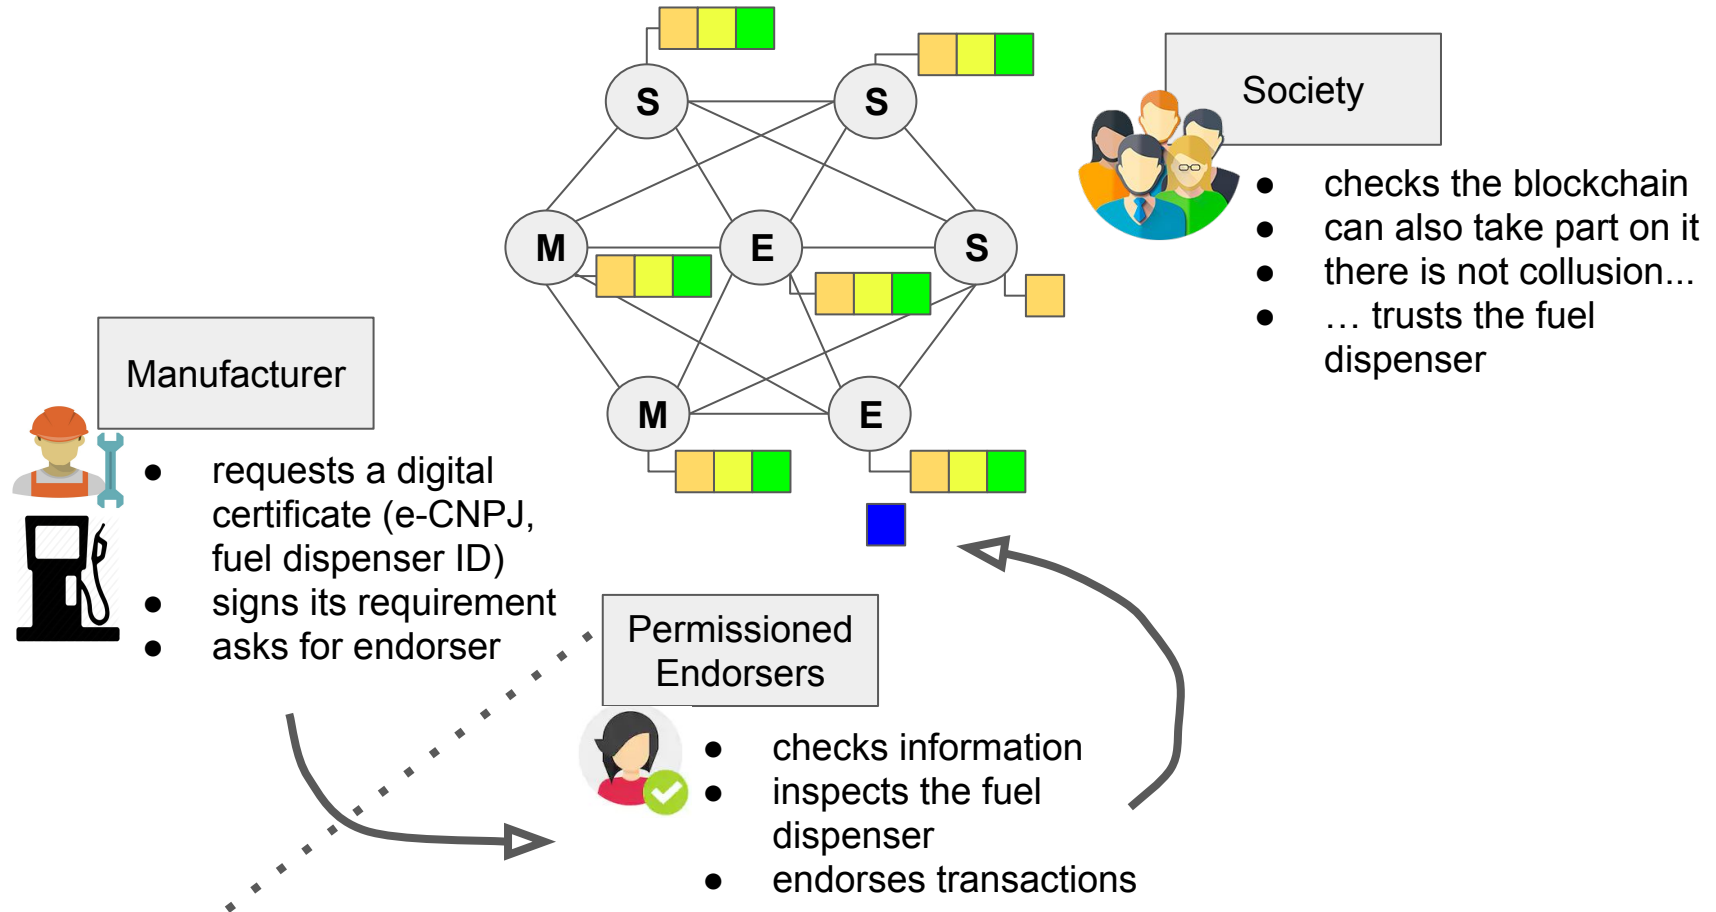 S
S
M
E
S
M
E
Society
● checks the blockchain
● can also take part on it
● there is not collusion...
● … trusts the fuel
dispenser
Manufacturer
● requests a digital
certificate (e-CNPJ,
fuel dispenser ID)
● signs its requirement
● asks for endorser
Permissioned
Endorsers
● checks information
● inspects the fuel
dispenser
● endorses transactions